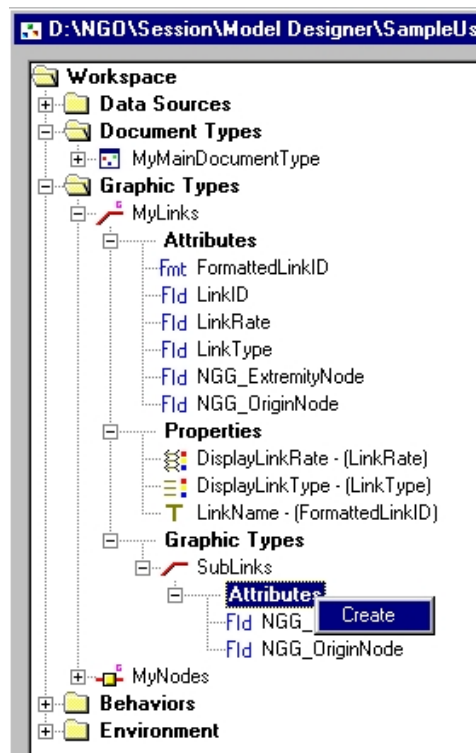 D:\NGO\Session\Model Designer\SampleUs
Workspace
Data Sources
Document Types
MyMainDocumentType
Graphic Types
MyLinks
Attributes
Fmt FormattedLinkID
Fld LinkID
Fld LinkRate
Fld LinkType
Fld NGG_ExtremityNode
Fld NGG_OriginNode
Properties
DisplayLinkRate - (LinkRate)
DisplayLinkType - (LinkType)
T LinkName - (FormattedLinkID)
Graphic Types
SubLinks
Attributes
Create
Fld NGG_
Fld NGG_OriginNode
MyNodes
Behaviors
Environment